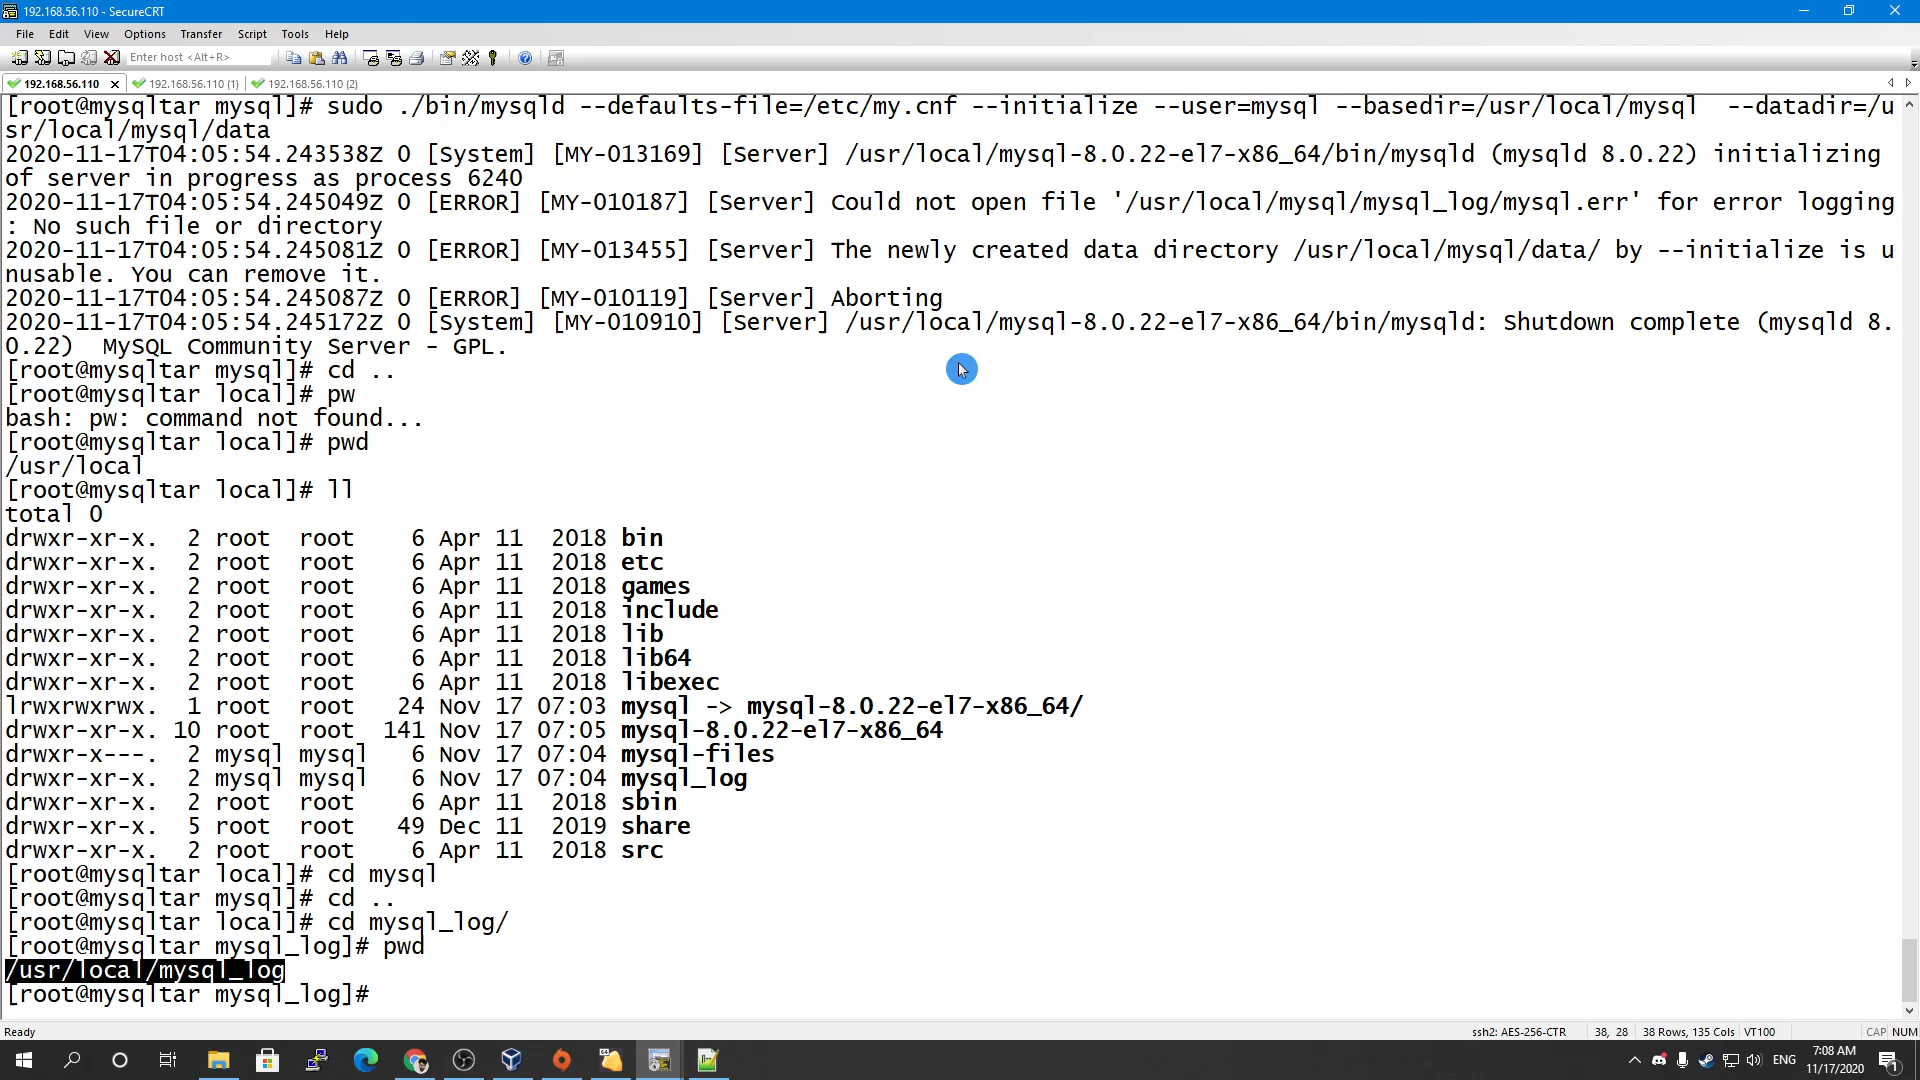 192.168.56.110 - SecureCRT
File Edit View Options Transfer Script Tools Help
Enter host <Alt+R>
192.168.56.110 192.168.56.110 (1) 192.168.56.110 (2)
[root@mysqltar mysql]# sudo ./bin/mysqld --defaults-file=/etc/my.cnf --initialize --user=mysql --basedir=/usr/local/mysql  --datadir=/u
sr/local/mysql/data
2020-11-17T04:05:54.243538Z 0 [System] [MY-013169] [Server] /usr/local/mysql-8.0.22-el7-x86_64/bin/mysqld (mysqld 8.0.22) initializing
of server in progress as process 6240
2020-11-17T04:05:54.245049Z 0 [ERROR] [MY-010187] [Server] Could not open file '/usr/local/mysql/mysql_log/mysql.err' for error logging
: No such file or directory
2020-11-17T04:05:54.245081Z 0 [ERROR] [MY-013455] [Server] The newly created data directory /usr/local/mysql/data/ by --initialize is u
nusable. You can remove it.
2020-11-17T04:05:54.245087Z 0 [ERROR] [MY-010119] [Server] Aborting
2020-11-17T04:05:54.245172Z 0 [System] [MY-010910] [Server] /usr/local/mysql-8.0.22-el7-x86_64/bin/mysqld: Shutdown complete (mysqld 8.
0.22)  MySQL Community Server - GPL.
[root@mysqltar mysql]# cd ..
[root@mysqltar local]# pw
bash: pw: command not found...
[root@mysqltar local]# pwd
/usr/local
[root@mysqltar local]# ll
total 0
drwxr-xr-x.  2 root  root    6 Apr 11  2018 bin
drwxr-xr-x.  2 root  root    6 Apr 11  2018 etc
drwxr-xr-x.  2 root  root    6 Apr 11  2018 games
drwxr-xr-x.  2 root  root    6 Apr 11  2018 include
drwxr-xr-x.  2 root  root    6 Apr 11  2018 lib
drwxr-xr-x.  2 root  root    6 Apr 11  2018 lib64
drwxr-xr-x.  2 root  root    6 Apr 11  2018 libexec
lrwxrwxrwx.  1 root  root   24 Nov 17 07:03 mysql -> mysql-8.0.22-el7-x86_64/
drwxr-xr-x. 10 root  root  141 Nov 17 07:05 mysql-8.0.22-el7-x86_64
drwxr-x---.  2 mysql mysql   6 Nov 17 07:04 mysql-files
drwxr-xr-x.  2 mysql mysql   6 Nov 17 07:04 mysql_log
drwxr-xr-x.  2 root  root    6 Apr 11  2018 sbin
drwxr-xr-x.  5 root  root   49 Dec 11  2019 share
drwxr-xr-x.  2 root  root    6 Apr 11  2018 src
[root@mysqltar local]# cd mysql
[root@mysqltar mysql]# cd ..
[root@mysqltar local]# cd mysql_log/
[root@mysqltar mysql_log]# pwd
/usr/local/mysql_log
[root@mysqltar mysql_log]#
Ready ssh2: AES-256-CTR 38, 28 38 Rows, 135 Cols VT100 CAP NUM
ENG 7:08 AM
11/17/2020 1